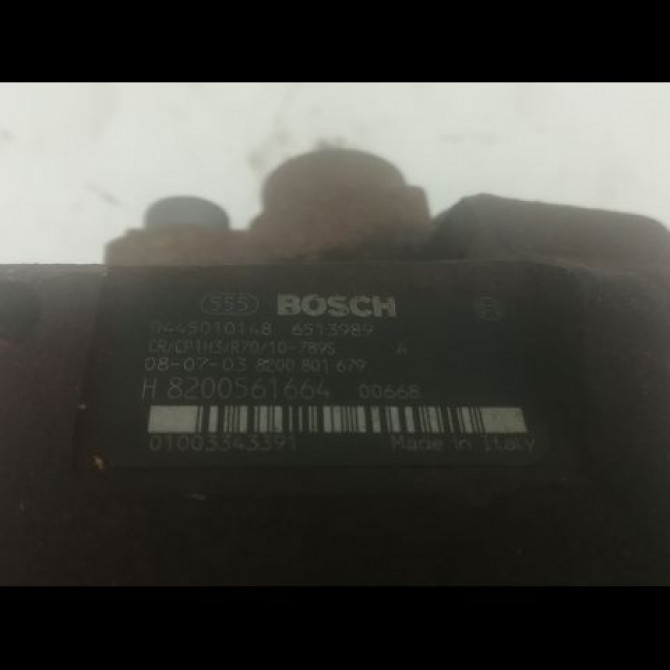 555 BOSCH
0445010148 6513989
CR/CP1H3/R70/10-789S A
08-07-03 8200 801 679
H 8200561664 00668
01003343391 Made in Italy